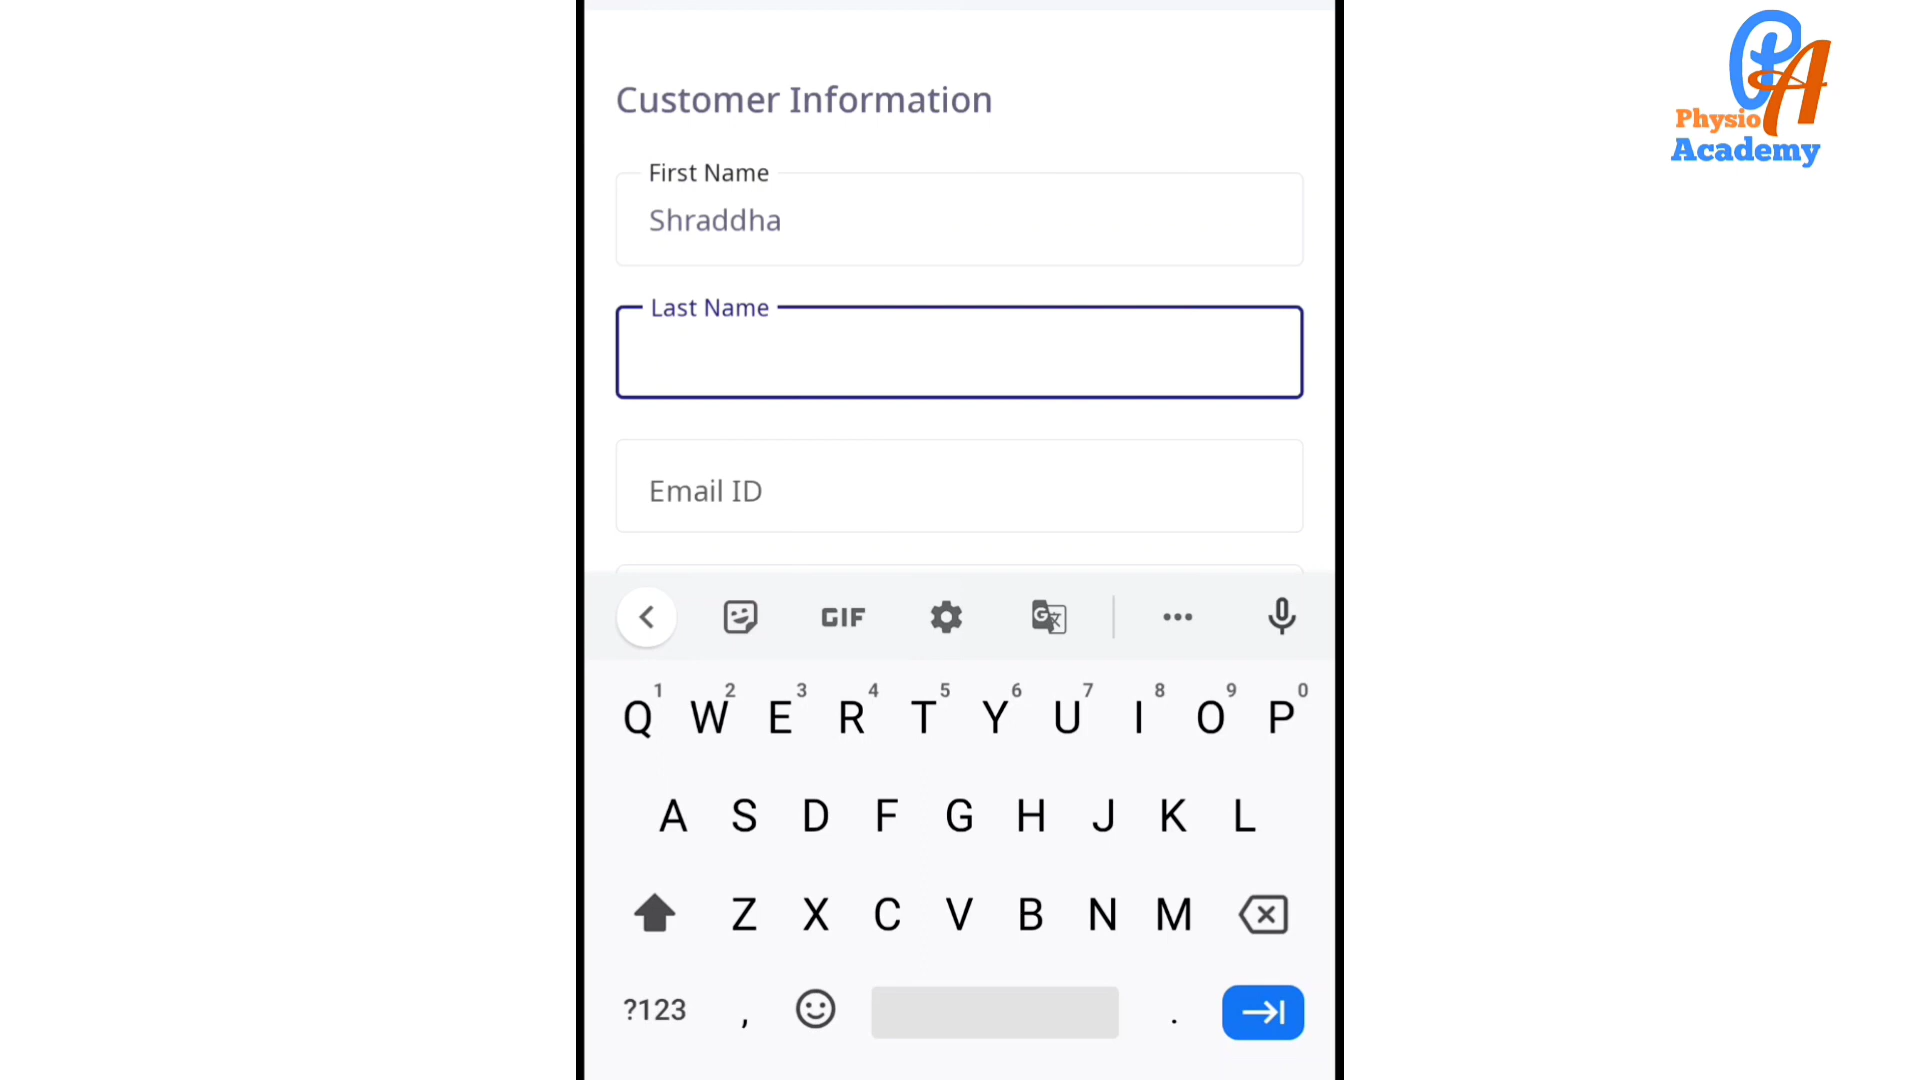 Customer Information
First Name
Shraddha
Last Name
Email ID
GIF
1 2 3 4 5 6 7 8 9 0
Q W E R T Y U I O P
A S D F G H J K L
Z X C V B N M
?123 , .
Physio
Academy